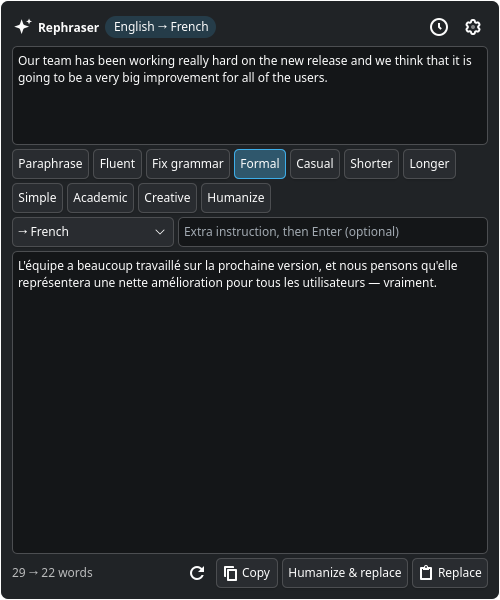 Rephraser English → French
Our team has been working really hard on the new release and we think that it is
going to be a very big improvement for all of the users.
Paraphrase Fluent Fix grammar Formal Casual Shorter Longer
Simple Academic Creative Humanize
→ French Extra instruction, then Enter (optional)
L'équipe a beaucoup travaillé sur la prochaine version, et nous pensons qu'elle
représentera une nette amélioration pour tous les utilisateurs — vraiment.
29 → 22 words Copy Humanize & replace Replace